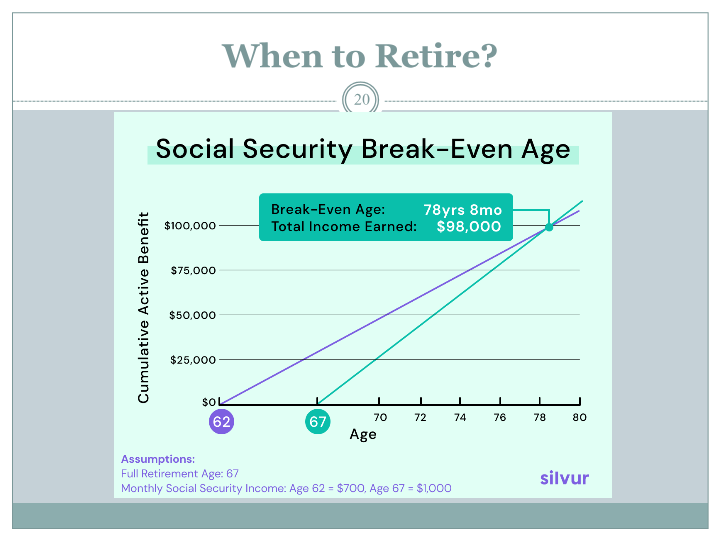 When to Retire?
20
Social Security Break-Even Age
Break-Even Age: 78yrs 8mo
Total Income Earned: $98,000
Cumulative Active Benefit
$100,000
$75,000
$50,000
$25,000
$0
62 67 70 72 74 76 78 80
Age
Assumptions:
Full Retirement Age: 67
Monthly Social Security Income: Age 62 = $700, Age 67 = $1,000
silvur